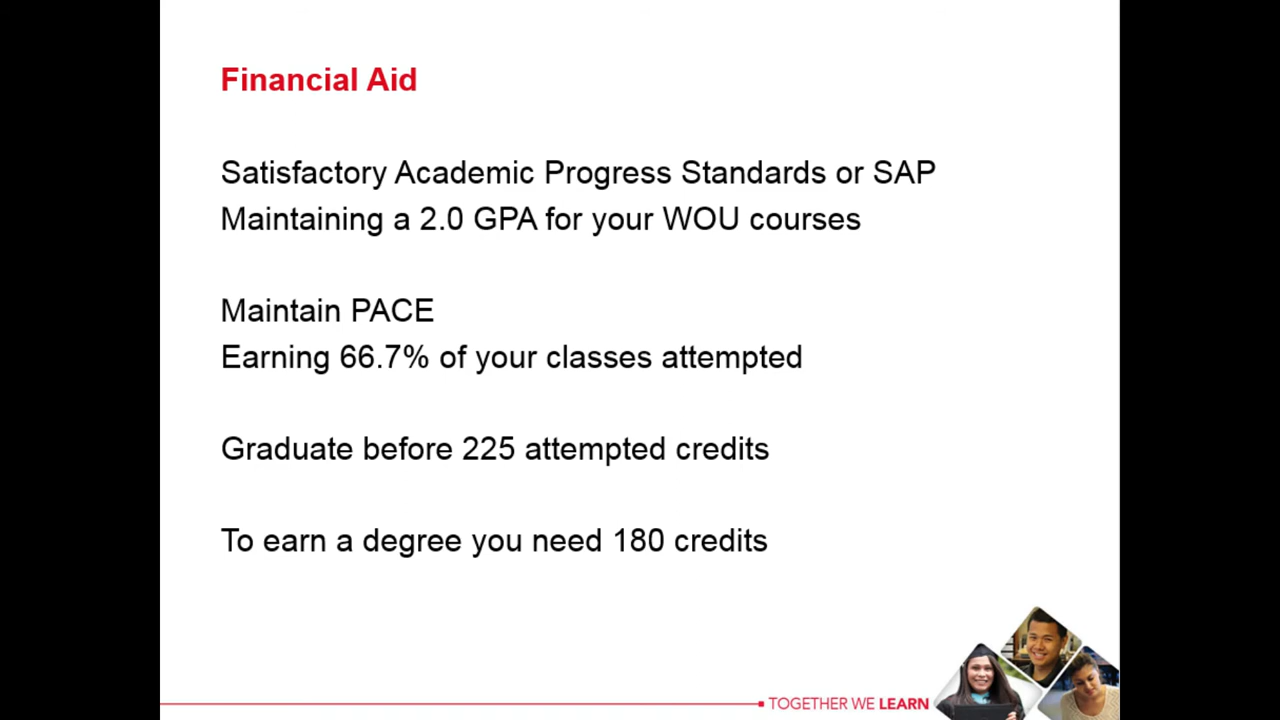 Financial Aid
Satisfactory Academic Progress Standards or SAP
Maintaining a 2.0 GPA for your WOU courses
Maintain PACE
Earning 66.7% of your classes attempted
Graduate before 225 attempted credits
To earn a degree you need 180 credits
TOGETHER WE LEARN